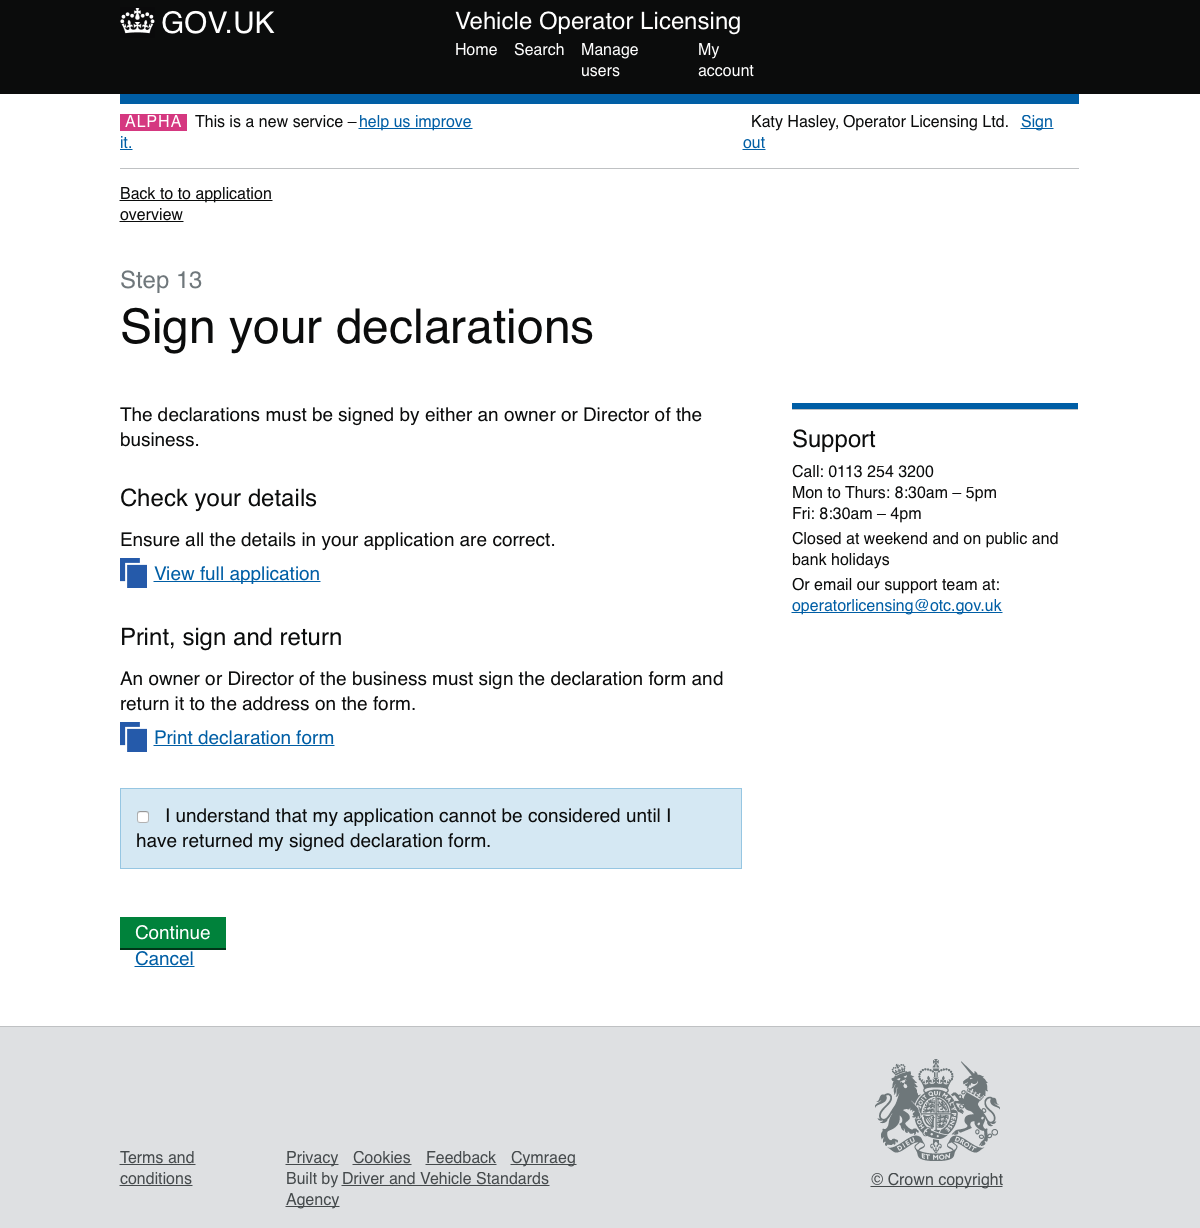 GOV.UK
Vehicle Operator Licensing
Home Search Manage users My account
ALPHA This is a new service – help us improve it.
Katy Hasley, Operator Licensing Ltd. Sign out
Back to to application
overview
Step 13
Sign your declarations
The declarations must be signed by either an owner or Director of the
business.
Check your details
Ensure all the details in your application are correct.
View full application
Print, sign and return
An owner or Director of the business must sign the declaration form and
return it to the address on the form.
Print declaration form
I understand that my application cannot be considered until I
have returned my signed declaration form.
Continue
Cancel
Support
Call: 0113 254 3200
Mon to Thurs: 8:30am – 5pm
Fri: 8:30am – 4pm
Closed at weekend and on public and
bank holidays
Or email our support team at:
operatorlicensing@otc.gov.uk
Terms and
conditions
Privacy Cookies Feedback Cymraeg
Built by Driver and Vehicle Standards
Agency
DIEU ET MON DROIT
© Crown copyright